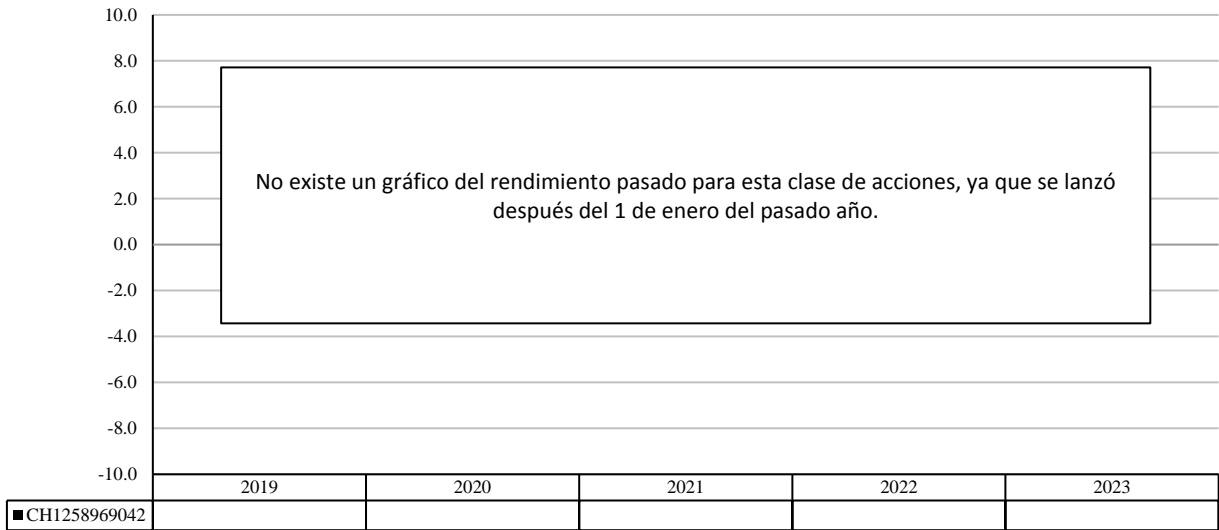 10.0
8.0
6.0
4.0
2.0
0.0
-2.0
-4.0
-6.0
-8.0
-10.0
No existe un gráfico del rendimiento pasado para esta clase de acciones, ya que se lanzó
después del 1 de enero del pasado año.
2019 2020 2021 2022 2023
CH1258969042